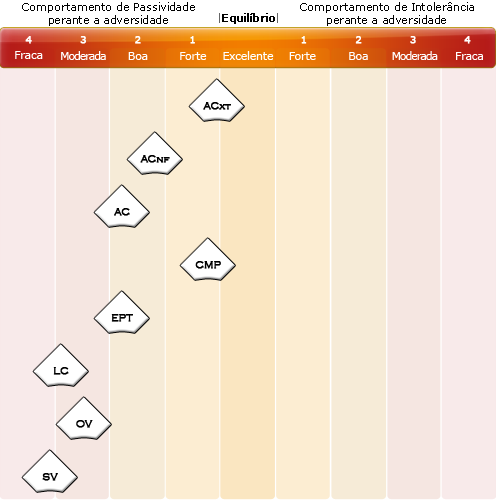 Comportamento de Passividade
perante a adversidade
|Equilíbrio|
Comportamento de Intolerância
perante a adversidade
4 3 2 1 1 2 3 4
Fraca Moderada Boa Forte Excelente Forte Boa Moderada Fraca
ACXT
ACNF
AC
CMP
EPT
LC
OV
SV